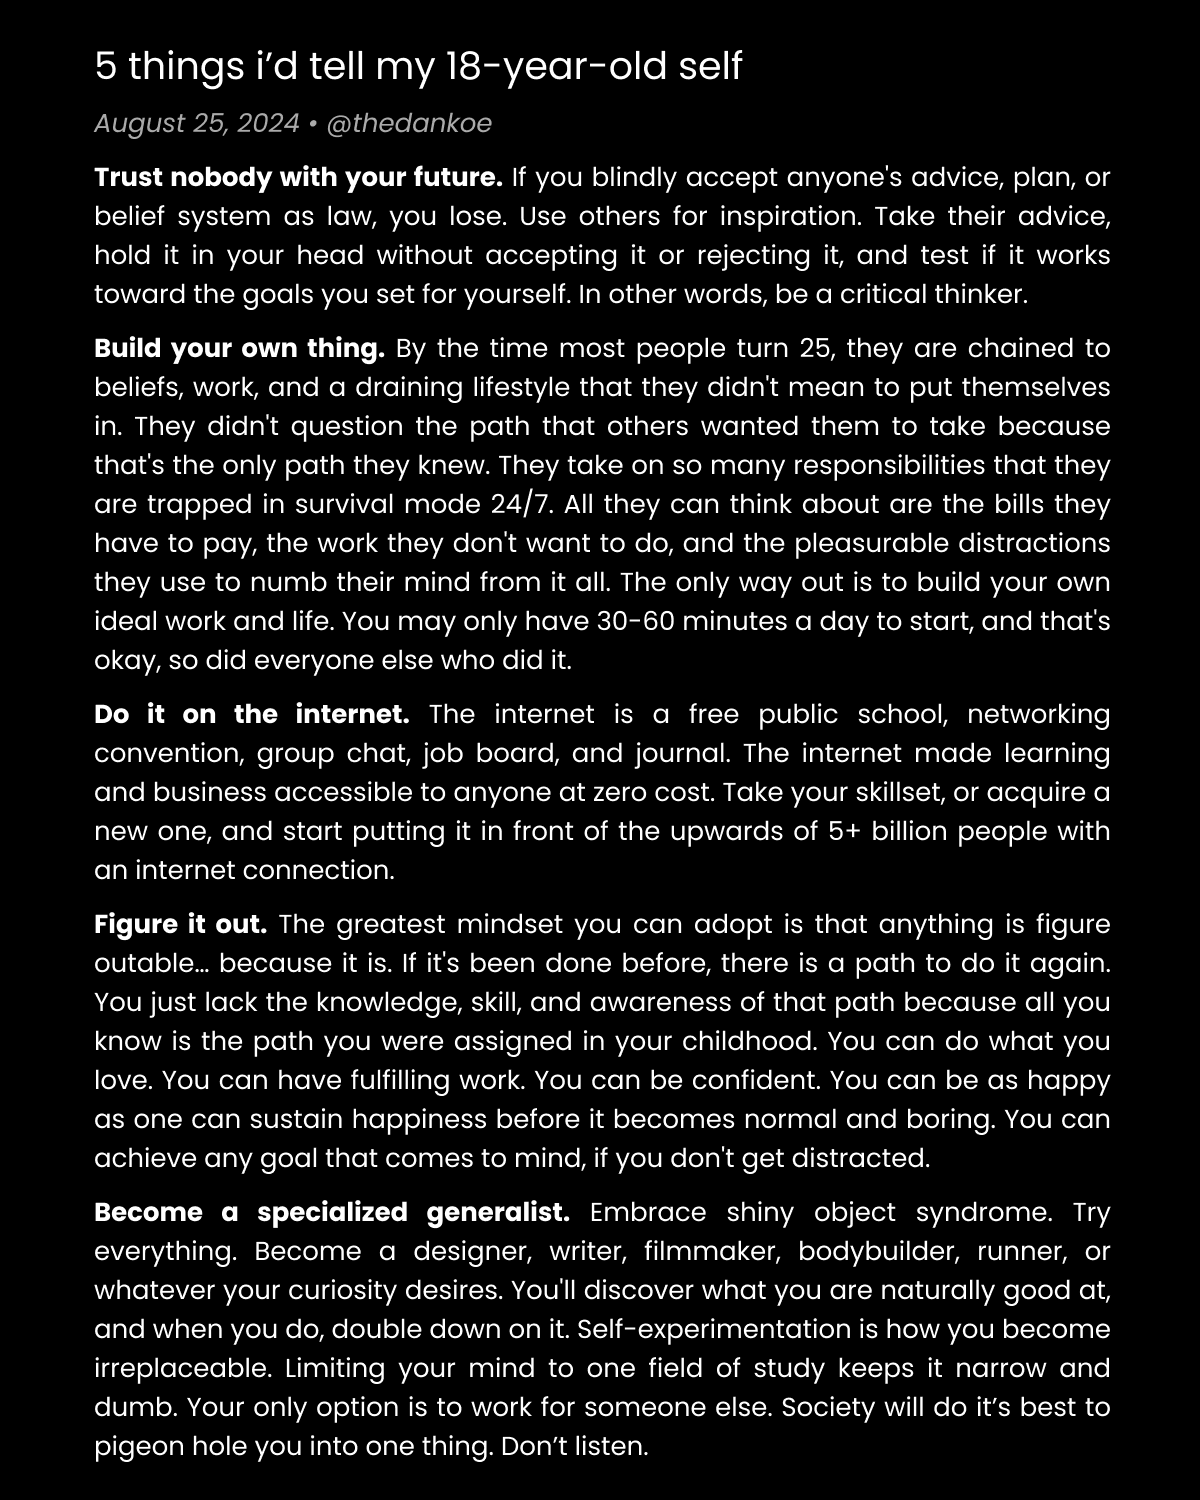 5 things i’d tell my 18-year-old self
August 25, 2024 • @thedankoe
Trust nobody with your future. If you blindly accept anyone's advice, plan, or
belief system as law, you lose. Use others for inspiration. Take their advice,
hold it in your head without accepting it or rejecting it, and test if it works
toward the goals you set for yourself. In other words, be a critical thinker.
Build your own thing. By the time most people turn 25, they are chained to
beliefs, work, and a draining lifestyle that they didn't mean to put themselves
in. They didn't question the path that others wanted them to take because
that's the only path they knew. They take on so many responsibilities that they
are trapped in survival mode 24/7. All they can think about are the bills they
have to pay, the work they don't want to do, and the pleasurable distractions
they use to numb their mind from it all. The only way out is to build your own
ideal work and life. You may only have 30-60 minutes a day to start, and that's
okay, so did everyone else who did it.
Do it on the internet. The internet is a free public school, networking
convention, group chat, job board, and journal. The internet made learning
and business accessible to anyone at zero cost. Take your skillset, or acquire a
new one, and start putting it in front of the upwards of 5+ billion people with
an internet connection.
Figure it out. The greatest mindset you can adopt is that anything is figure
outable… because it is. If it's been done before, there is a path to do it again.
You just lack the knowledge, skill, and awareness of that path because all you
know is the path you were assigned in your childhood. You can do what you
love. You can have fulfilling work. You can be confident. You can be as happy
as one can sustain happiness before it becomes normal and boring. You can
achieve any goal that comes to mind, if you don't get distracted.
Become a specialized generalist. Embrace shiny object syndrome. Try
everything. Become a designer, writer, filmmaker, bodybuilder, runner, or
whatever your curiosity desires. You'll discover what you are naturally good at,
and when you do, double down on it. Self-experimentation is how you become
irreplaceable. Limiting your mind to one field of study keeps it narrow and
dumb. Your only option is to work for someone else. Society will do it’s best to
pigeon hole you into one thing. Don’t listen.